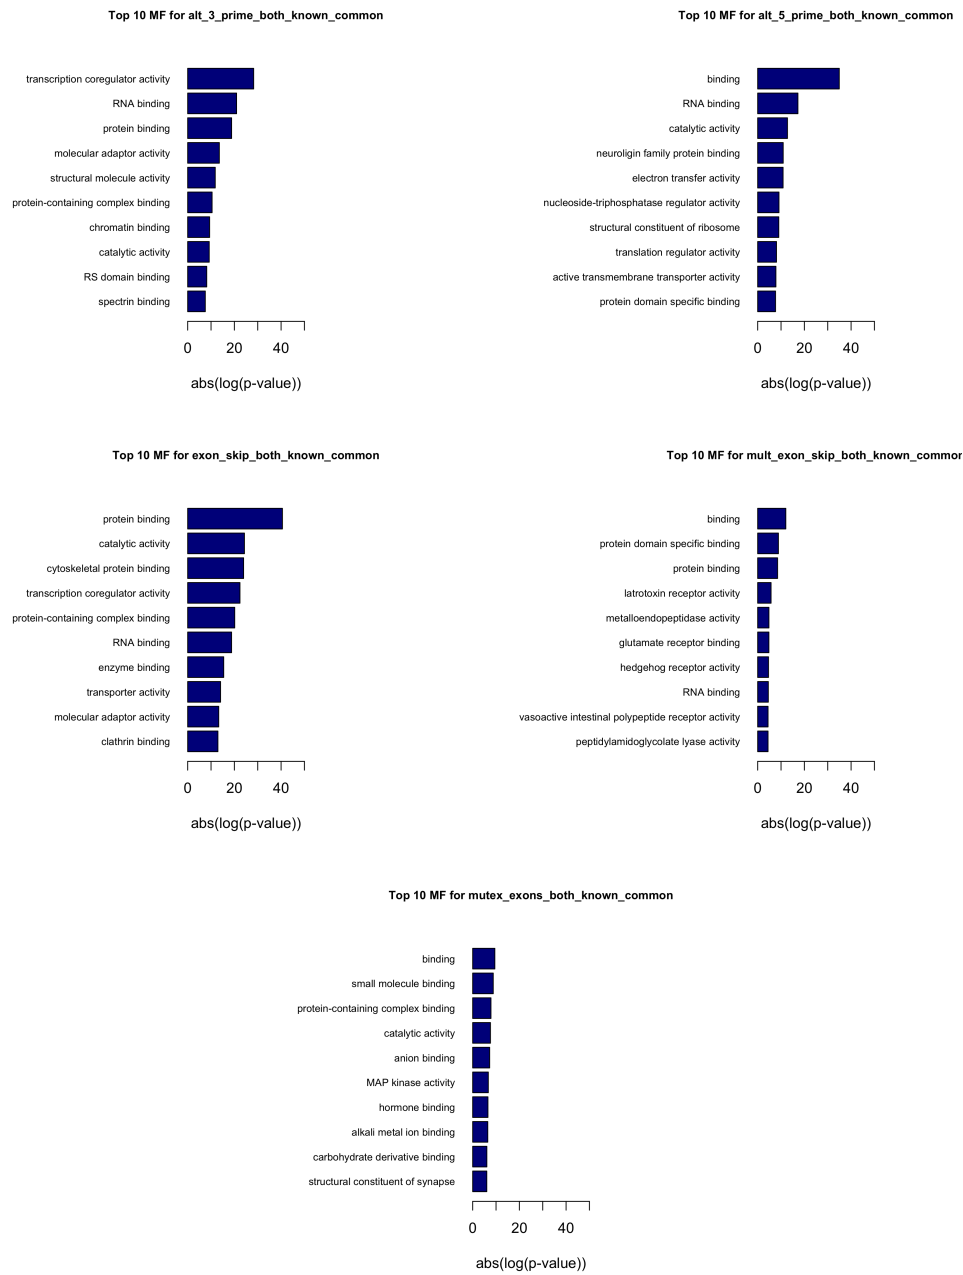 Top 10 MF for alt_3_prime_both_known_common
transcription coregulator activity
RNA binding
protein binding
molecular adaptor activity
structural molecule activity
protein-containing complex binding
chromatin binding
catalytic activity
RS domain binding
spectrin binding
0 20 40
abs(log(p-value))
Top 10 MF for alt_5_prime_both_known_common
binding
RNA binding
catalytic activity
neuroligin family protein binding
electron transfer activity
nucleoside-triphosphatase regulator activity
structural constituent of ribosome
translation regulator activity
active transmembrane transporter activity
protein domain specific binding
0 20 40
abs(log(p-value))
Top 10 MF for exon_skip_both_known_common
protein binding
catalytic activity
cytoskeletal protein binding
transcription coregulator activity
protein-containing complex binding
RNA binding
enzyme binding
transporter activity
molecular adaptor activity
clathrin binding
0 20 40
abs(log(p-value))
Top 10 MF for mult_exon_skip_both_known_common
binding
protein domain specific binding
protein binding
latrotoxin receptor activity
metalloendopeptidase activity
glutamate receptor binding
hedgehog receptor activity
RNA binding
vasoactive intestinal polypeptide receptor activity
peptidylamidoglycolate lyase activity
0 20 40
abs(log(p-value))
Top 10 MF for mutex_exons_both_known_common
binding
small molecule binding
protein-containing complex binding
catalytic activity
anion binding
MAP kinase activity
hormone binding
alkali metal ion binding
carbohydrate derivative binding
structural constituent of synapse
0 20 40
abs(log(p-value))